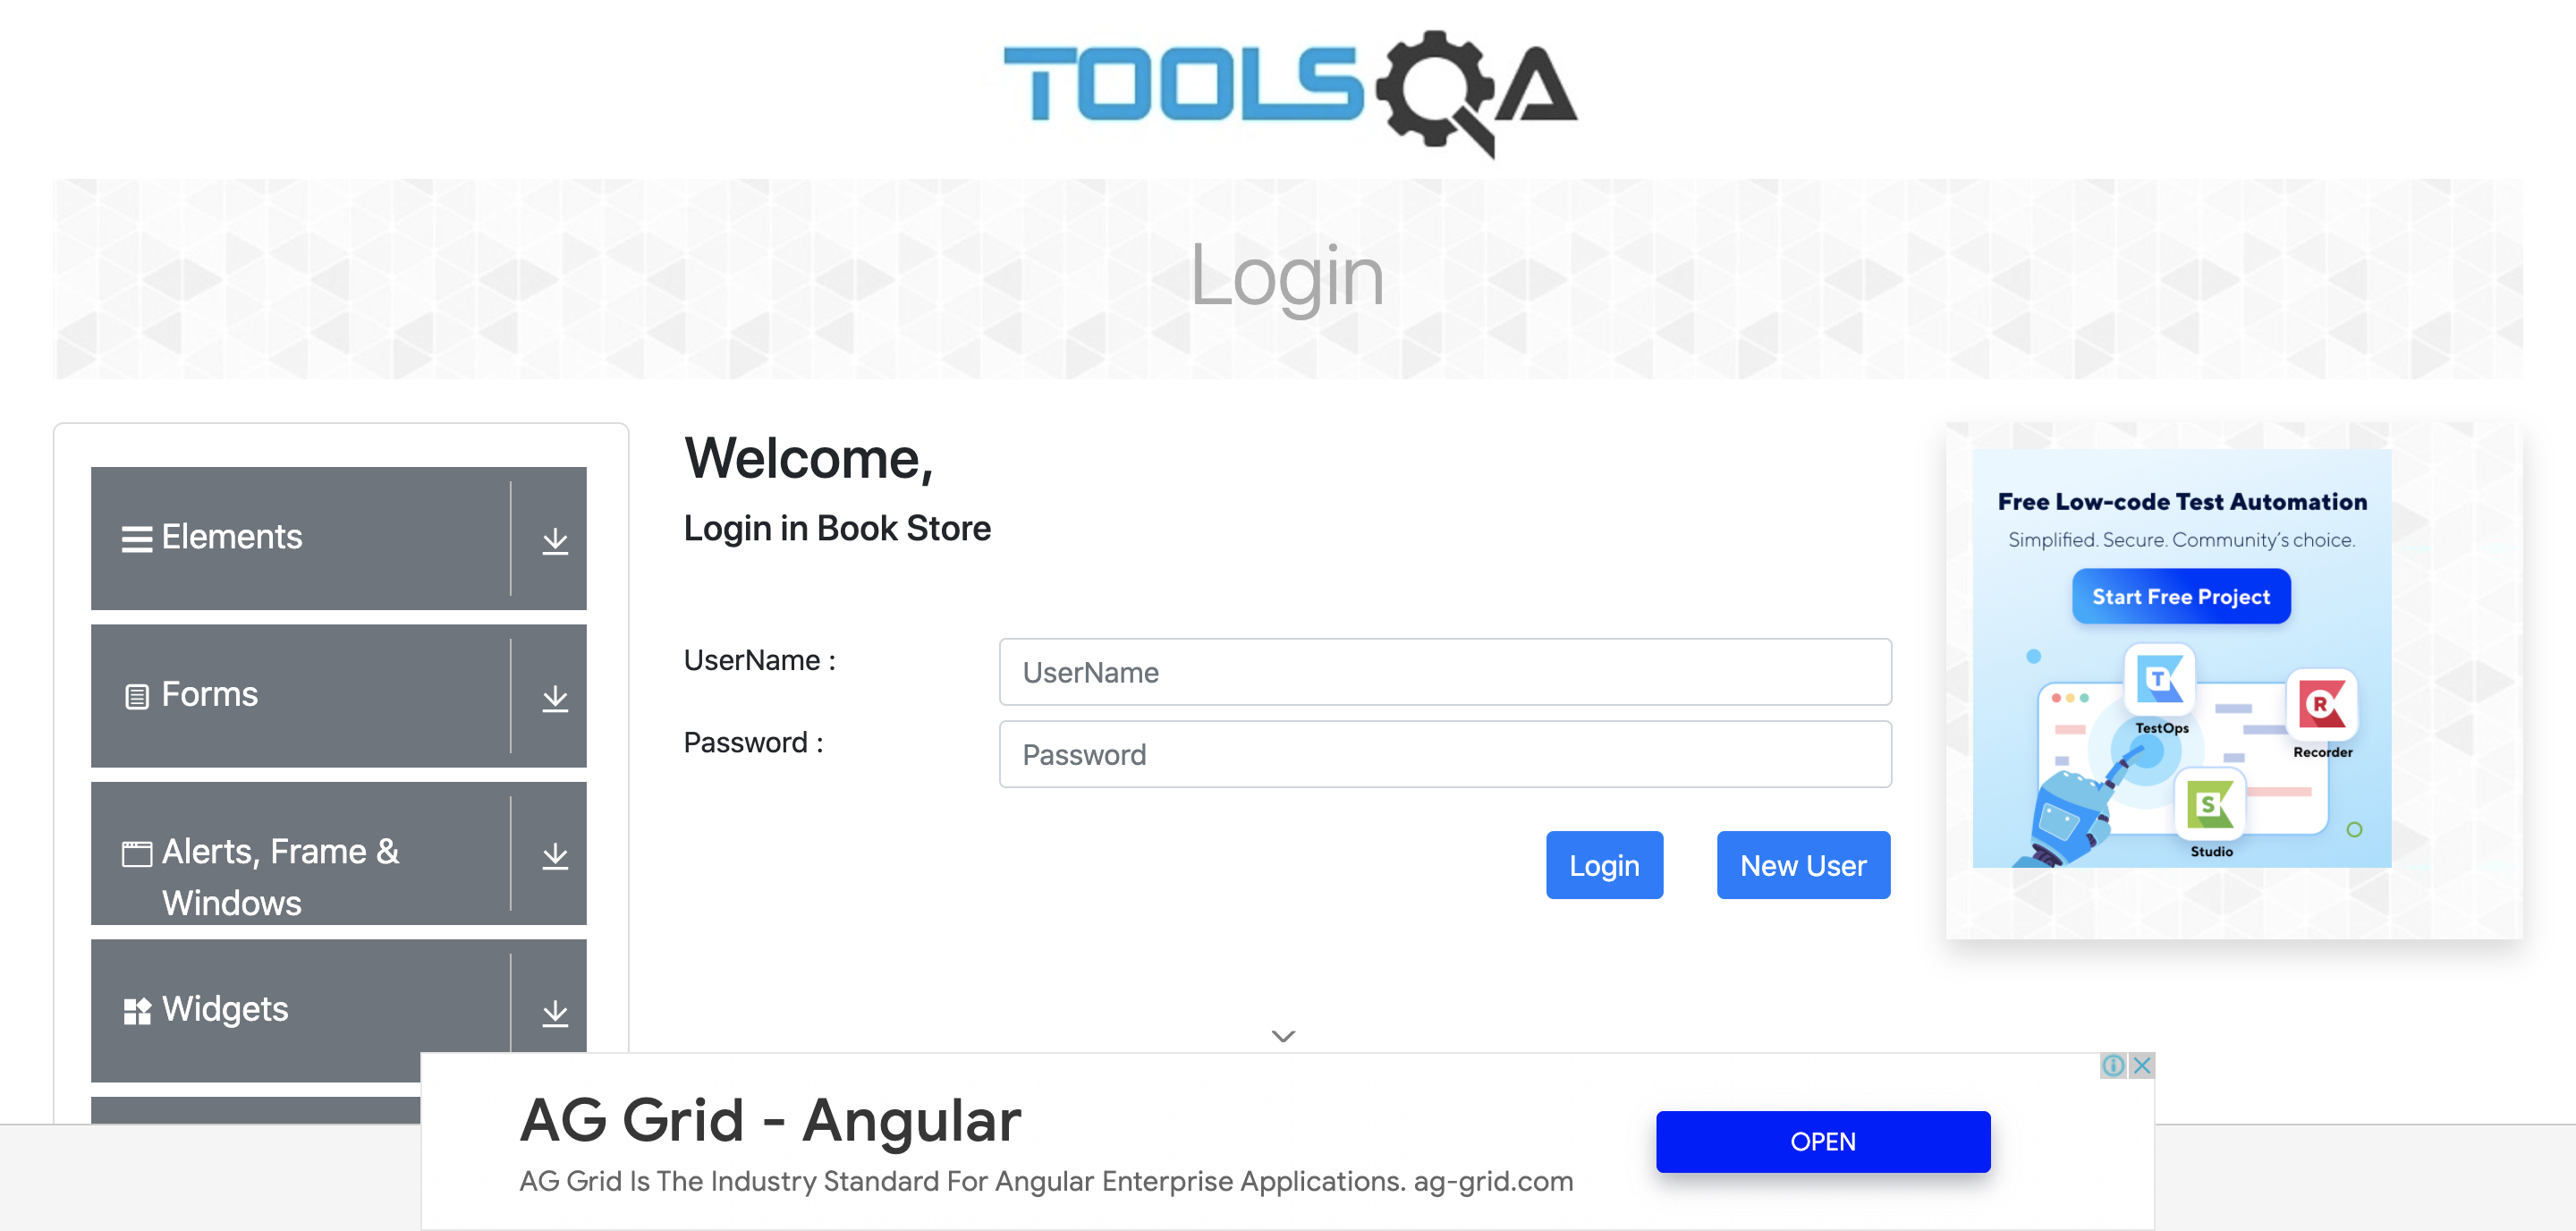 TOOLSQA
Login
Elements
Forms
Alerts, Frame &
Windows
Widgets
Welcome,
Login in Book Store
UserName :
UserName
Password :
Password
Login
New User
Free Low-code Test Automation
Simplified. Secure. Community's choice.
Start Free Project
T
TestOps
R
Recorder
S
Studio
AG Grid - Angular
AG Grid Is The Industry Standard For Angular Enterprise Applications. ag-grid.com
OPEN